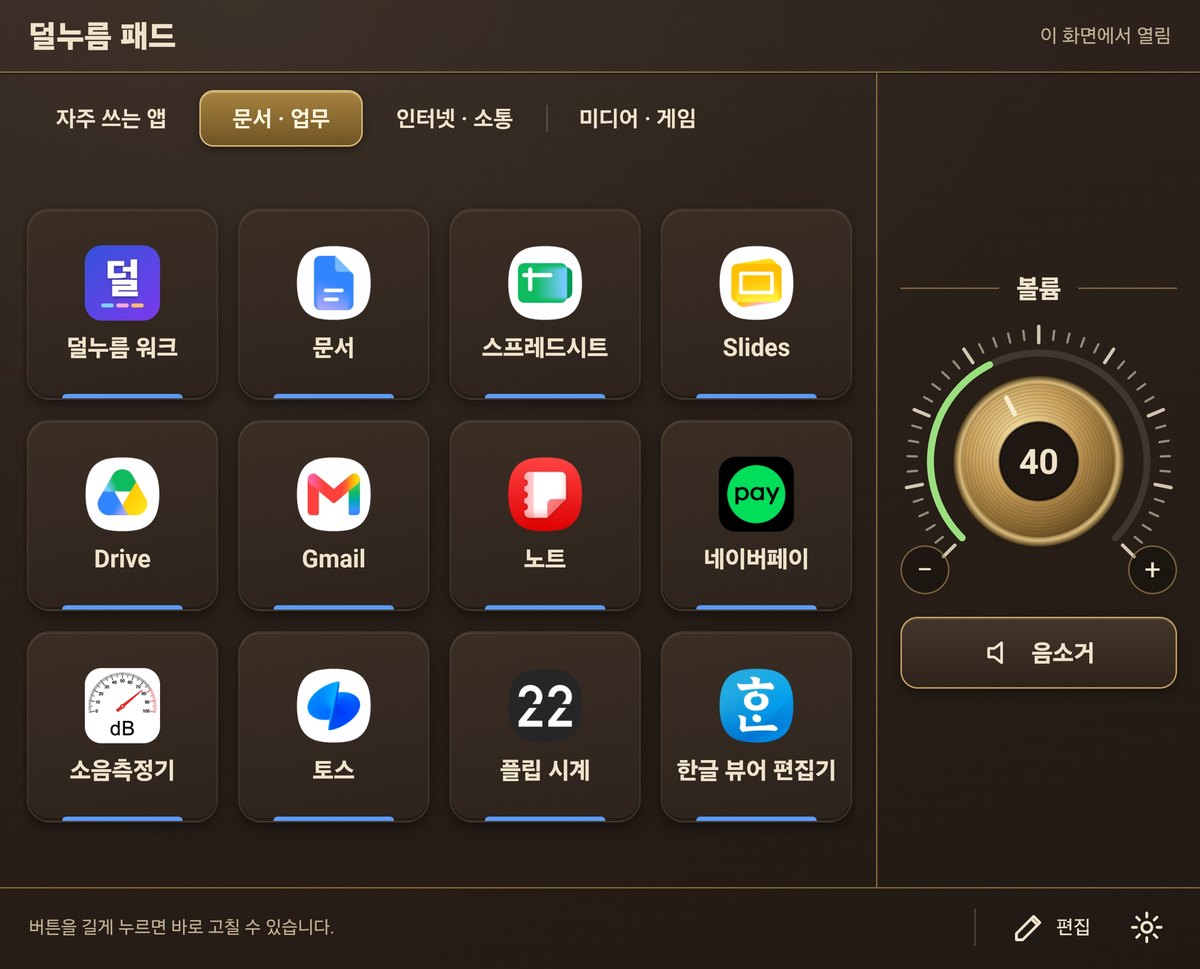 덜누름 패드
이 화면에서 열림
자주 쓰는 앱
문서 · 업무
인터넷 · 소통
미디어 · 게임
덜
덜누름 워크
문서
스프레드시트
Slides
볼륨
40
Drive
Gmail
노트
pay
네이버페이
−
+
음소거
dB
소음측정기
토스
22
플립 시계
한
한글 뷰어 편집기
버튼을 길게 누르면 바로 고칠 수 있습니다.
편집